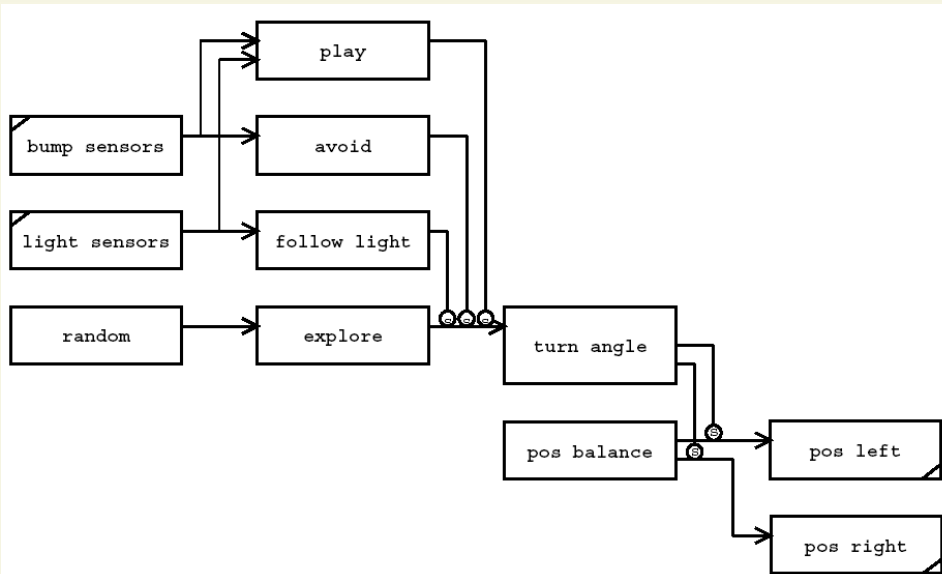 play
bump sensors
avoid
light sensors
follow light
random
explore
S
S
S
turn angle
S
pos balance
S
pos left
pos right